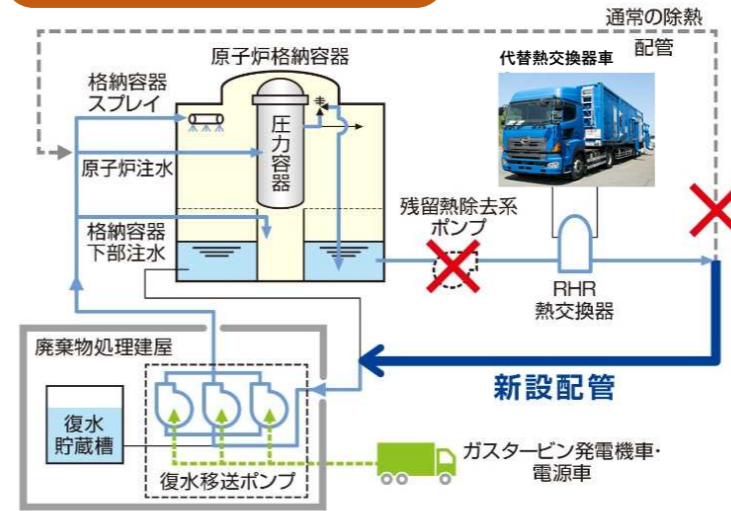 通常の除熱
配管
原子炉格納容器
代替熱交換器車
格納容器
スプレイ
圧力容器
原子炉注水
残留熱除去系
ポンプ
格納容器
下部注水
RHR
熱交換器
廃棄物処理建屋
新設配管
復水
貯蔵槽
ガスタービン発電機車・
電源車
復水移送ポンプ